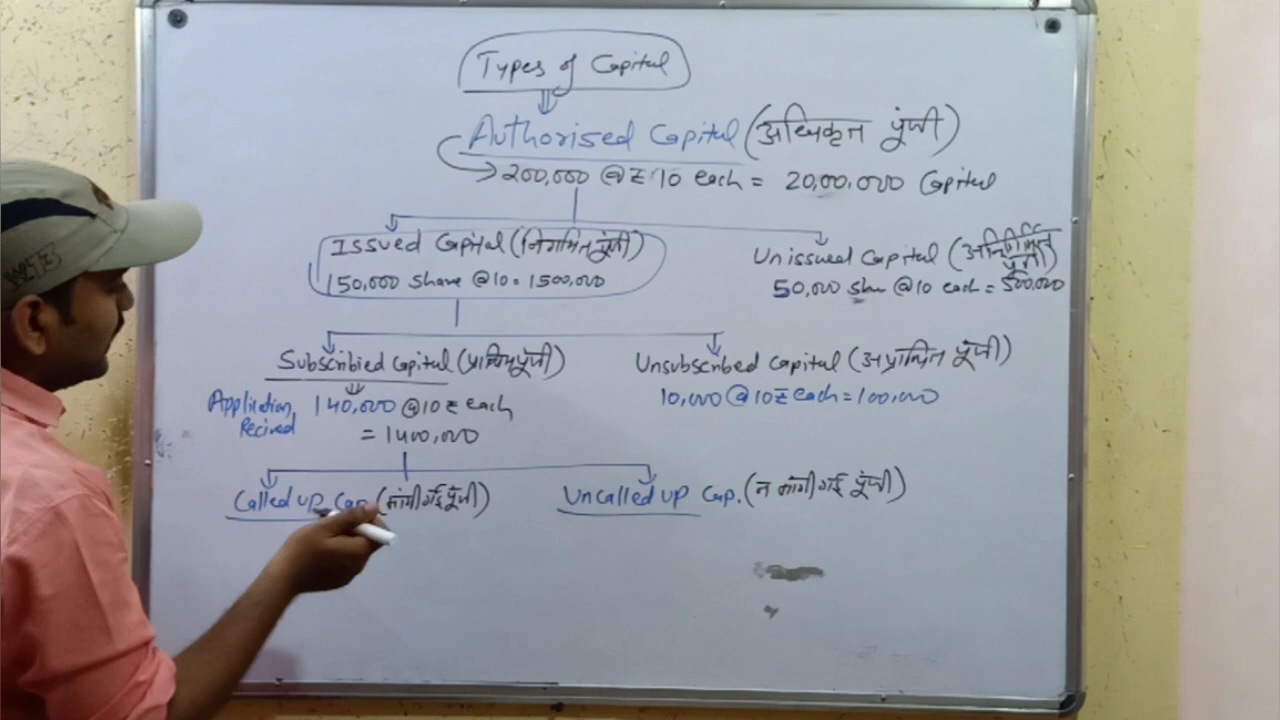 Types of Capital
Authorised Capital (अधिकृत पूंजी)
200,000 @ ₹ 10 each = 20,00,000 Capital
Issued Capital (निर्गमित पूंजी)
150,000 Share @ 10 = 1500,000
Unissued Capital (अनिर्गमित पूंजी)
50,000 share @ 10 each = 500,000
Subscribied Capital (प्रार्थित पूंजी)
Unsubscribed Capital (अप्रार्थित पूंजी)
Application Recived
140,000 @ 10 ₹ each
= 1400,000
10,000 @ 10 ₹ each = 100,000
Called up Cap. (मांगी गई पूंजी)
Uncalled up Cap. (न मांगी गई पूंजी)